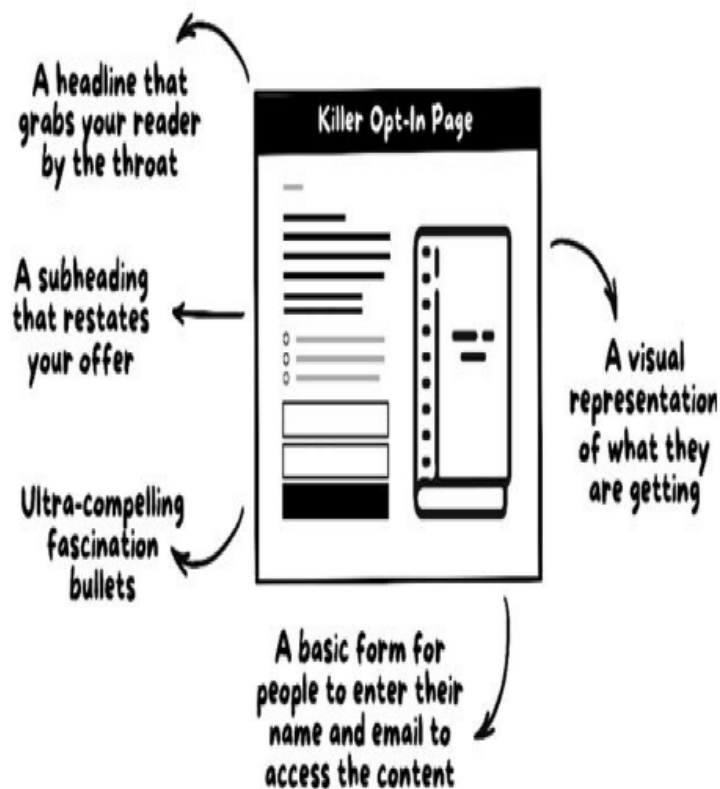 A headline that
grabs your reader
by the throat
Killer Opt-In Page
A subheading
that restates
your offer
A visual
representation
of what they
are getting
Ultra-compelling
fascination
bullets
A basic form for
people to enter their
name and email to
access the content